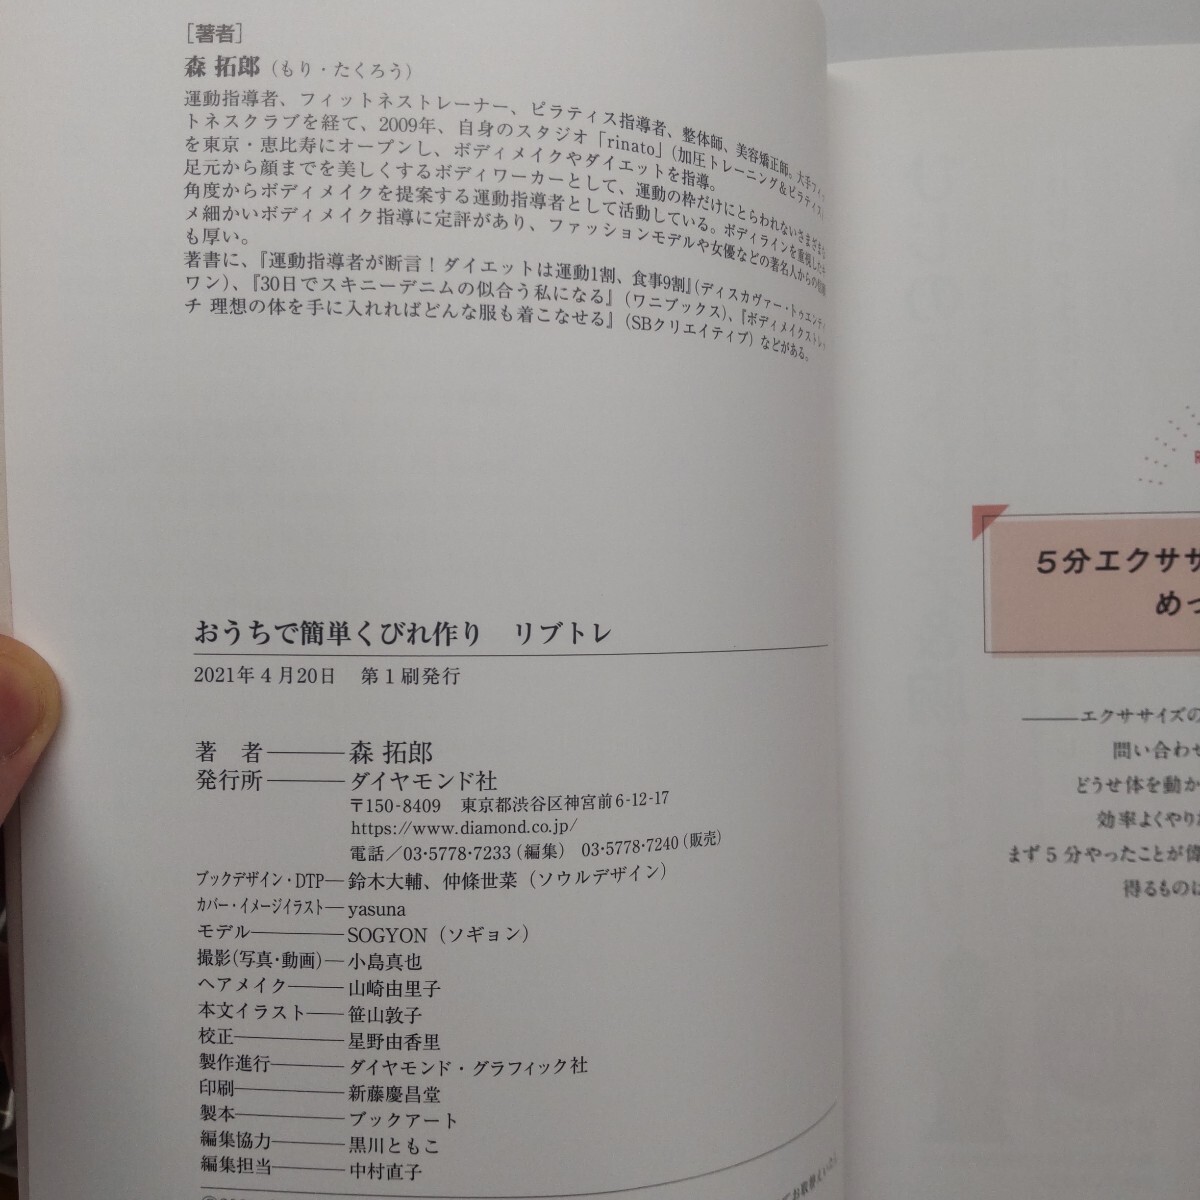 ［著者］
森 拓郎（もり・たくろう）
運動指導者、フィットネストレーナー、ピラティス指導者、整体師、美容矯正師。大手フィッ
トネスクラブを経て、2009年、自身のスタジオ「rinato」（加圧トレーニング&ピラティス）
を東京・恵比寿にオープンし、ボディメイクやダイエットを指導。
足元から顔までを美しくするボディワーカーとして、運動の枠だけにとらわれないさまざまな
角度からボディメイクを提案する運動指導者として活動している。ボディラインを重視したキ
メ細かいボディメイク指導に定評があり、ファッションモデルや女優などの著名人からの信頼
も厚い。
著書に、『運動指導者が断言！ダイエットは運動1割、食事9割』（ディスカヴァー・トゥエンティ
ワン）、『30日でスキニーデニムの似合う私になる』（ワニブックス）、『ボディメイクストレッ
チ 理想の体を手に入れればどんな服も着こなせる』（SBクリエイティブ）などがある。
おうちで簡単くびれ作り　リブトレ
2021年4月20日　第1刷発行
著　者――森 拓郎
発行所――ダイヤモンド社
〒150-8409　東京都渋谷区神宮前6-12-17
https://www.diamond.co.jp/
電話／03・5778・7233（編集）　03・5778・7240（販売）
ブックデザイン・DTP―鈴木大輔、仲條世菜（ソウルデザイン）
カバー・イメージイラスト―yasuna
モデル――SOGYON（ソギョン）
撮影（写真・動画）―小島真也
ヘアメイク――山崎由里子
本文イラスト――笹山敦子
校正――星野由香里
製作進行――ダイヤモンド・グラフィック社
印刷――新藤慶昌堂
製本――ブックアート
編集協力――黒川ともこ
編集担当――中村直子
お取替えいたし
5分エクササ
めっ
――エクササイズの
問い合わせ
どうせ体を動か
効率よくやり
まず5分やったことが偉
得るものは